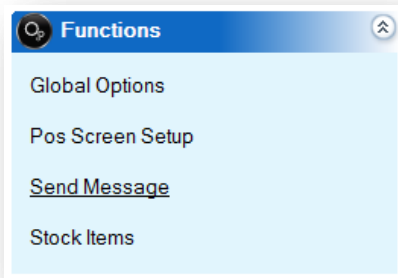 Functions
Global Options
Pos Screen Setup
Send Message
Stock Items